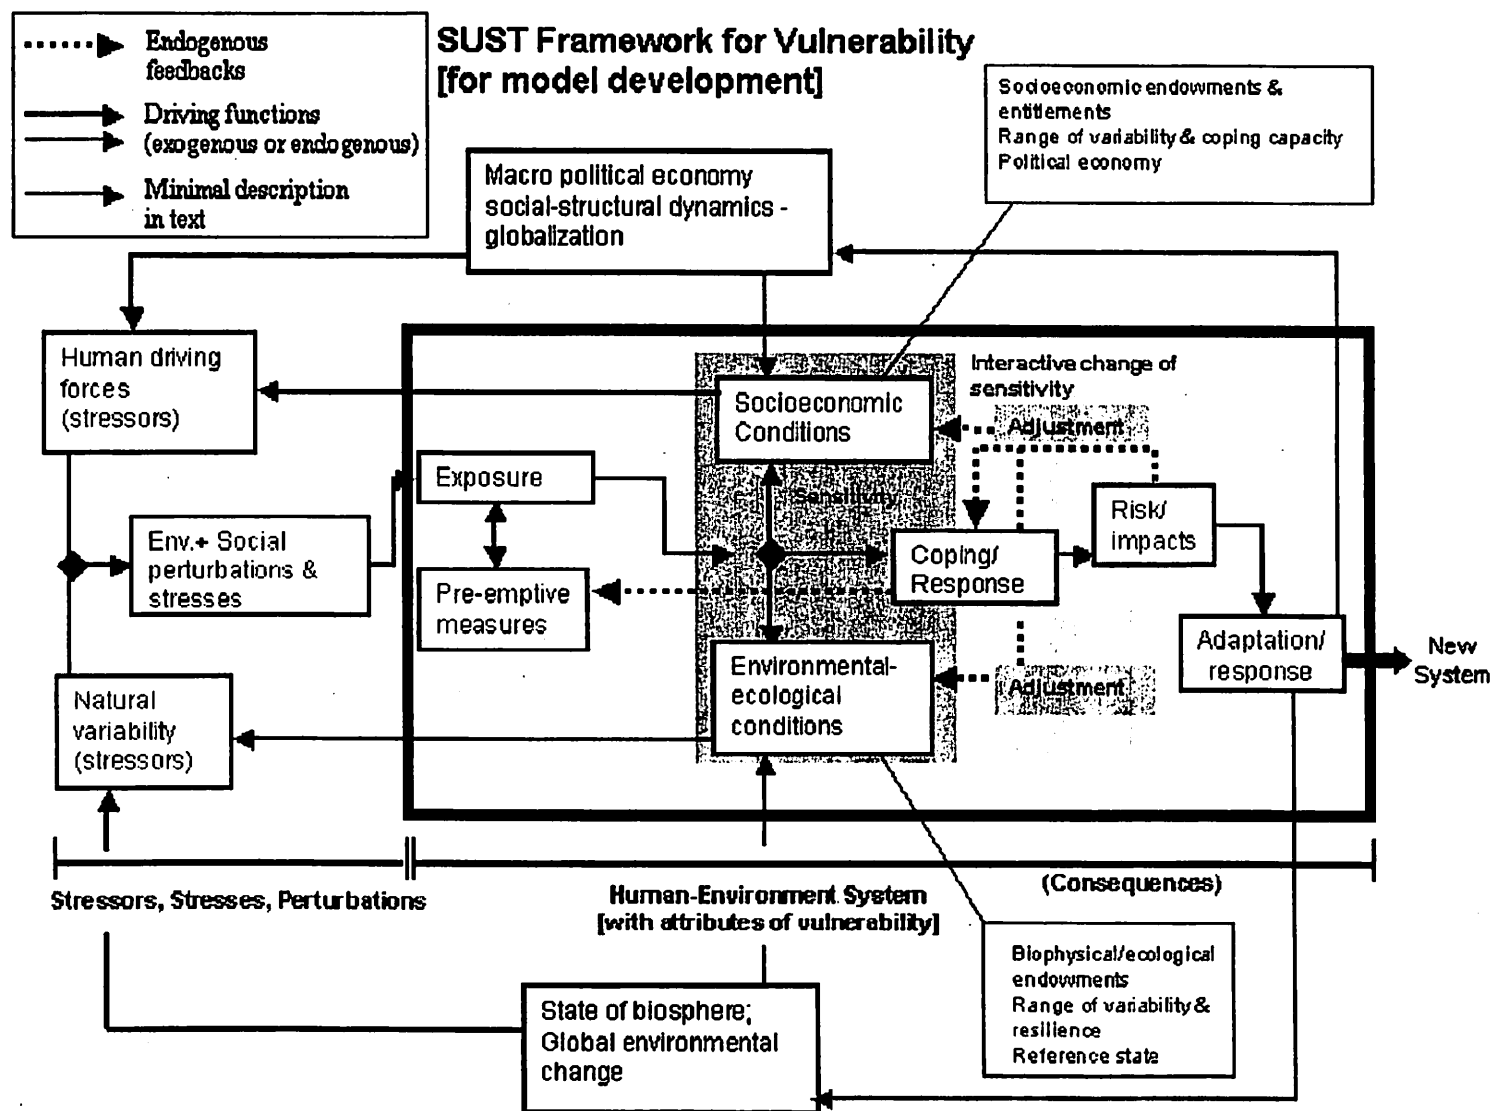 Endogenous
feedbacks
Driving functions
(exogenous or endogenous)
Minimal description
in text
SUST Framework for Vulnerability
[for model development]
Socioeconomic endowments &
entitlements
Range of variability & coping capacity
Political economy
Macro political economy
social-structural dynamics -
globalization
Human driving
forces
(stressors)
Interactive change of
sensitivity
Socioeconomic
Conditions
Adjustment
Exposure
Sensitivity
Risk/
impacts
Env.+ Social
perturbations &
stresses
Coping/
Response
Pre-emptive
measures
Adaptation/
response
New
System
Environmental-
ecological
conditions
Adjustment
Natural
variability
(stressors)
Stressors, Stresses, Perturbations
Human-Environment System
[with attributes of vulnerability]
(Consequences)
Biophysical/ecological
endowments
Range of variability &
resilience
Reference state
State of biosphere;
Global environmental
change